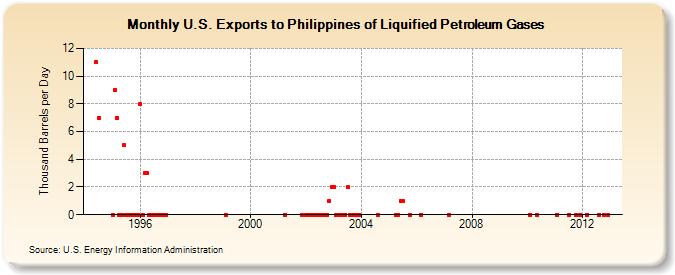 Monthly U.S. Exports to Philippines of Liquified Petroleum Gases
Thousand Barrels per Day
12
10
8
6
4
2
0
1996 2000 2004 2008 2012
Source: U.S. Energy Information Administration